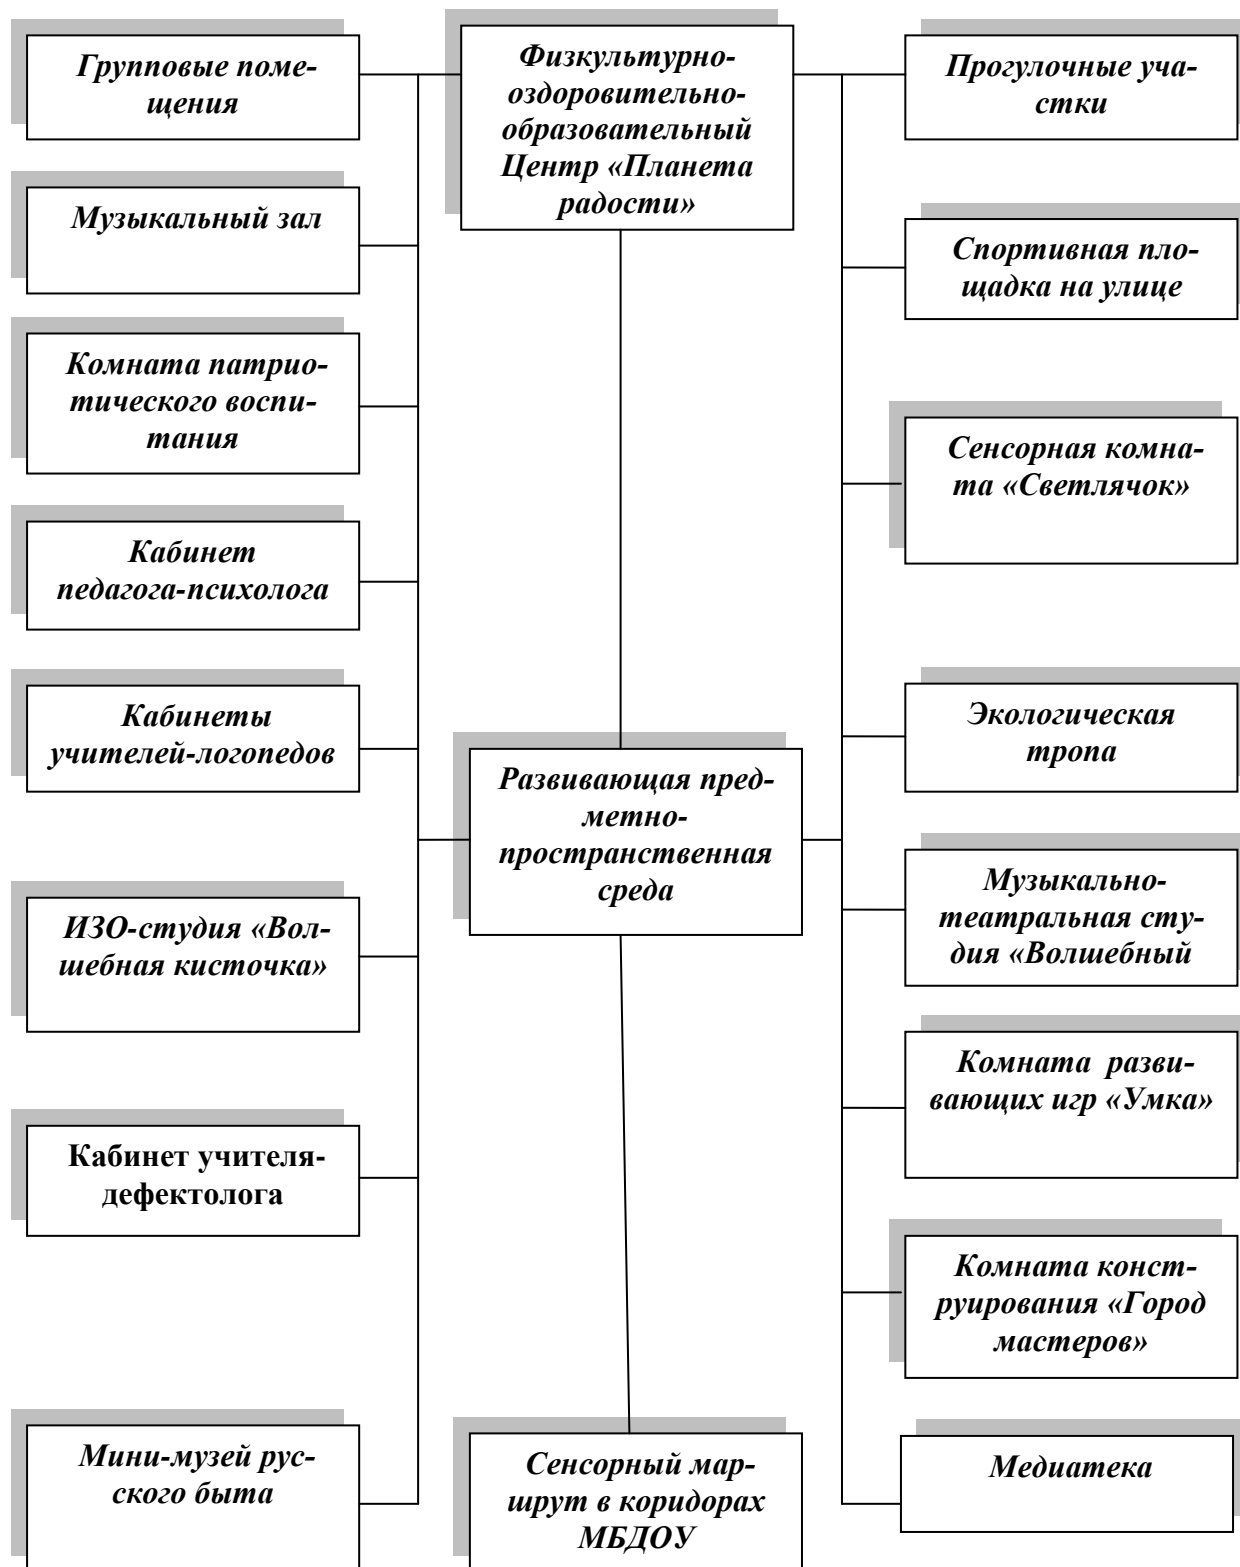 Групповые поме-
щения
Музыкальный зал
Комната патрио-
тического воспи-
тания
Кабинет
педагога-психолога
Кабинеты
учителей-логопедов
ИЗО-студия «Вол-
шебная кисточка»
Кабинет учителя-
дефектолога
Мини-музей рус-
ского быта
Физкультурно-
оздоровительно-
образовательный
Центр «Планета
радости»
Развивающая пред-
метно-
пространственная
среда
Сенсорный мар-
шрут в коридорах
МБДОУ
Прогулочные уча-
стки
Спортивная пло-
щадка на улице
Сенсорная комна-
та «Светлячок»
Экологическая
тропа
Музыкально-
театральная сту-
дия «Волшебный
Комната развив-
ающих игр «Умка»
Комната конст-
руирования «Город
мастеров»
Медиатека